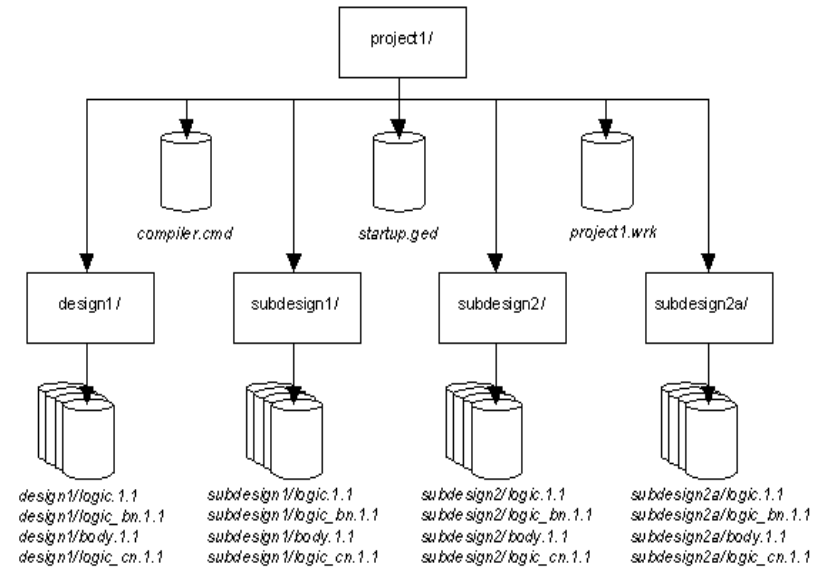 project1/
compiler.cmd
startup.ged
project1.wrk
design1/
subdesign1/
subdesign2/
subdesign2a/
design1/logic.1.1
design1/logic_bn.1.1
design1/body.1.1
design1/logic_cn.1.1
subdesign1/logic.1.1
subdesign1/logic_bn.1.1
subdesign1/body.1.1
subdesign1/logic_cn.1.1
subdesign2/logic.1.1
subdesign2/logic_bn.1.1
subdesign2/body.1.1
subdesign2/logic_cn.1.1
subdesign2a/logic.1.1
subdesign2a/logic_bn.1.1
subdesign2a/body.1.1
subdesign2a/logic_cn.1.1